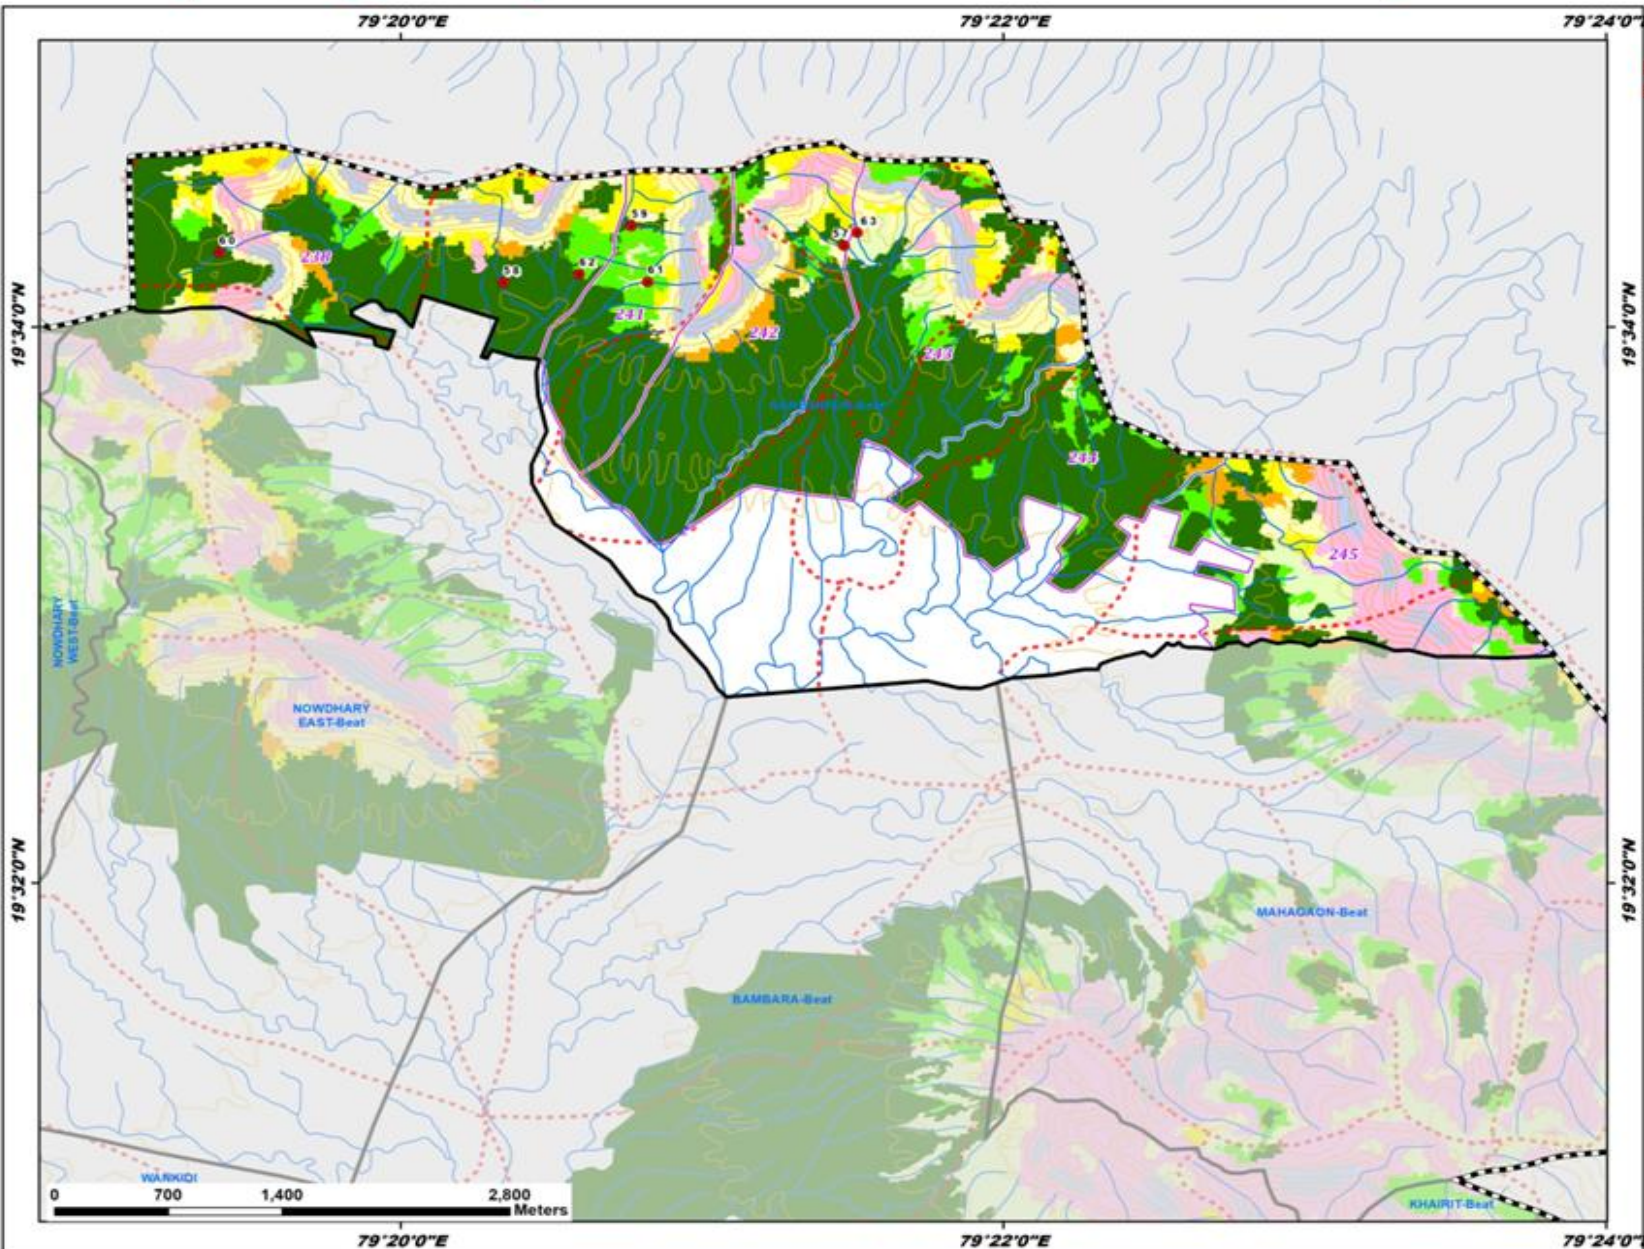 79°20'0"E
79°22'0"E
79°24'0"E
59
63
57
60
238
62
58
61
241
242
243
19°34'0"N
19°34'0"N
244
245
NOWDHARY
WEST-Beat
NOWDHARY
EAST-Beat
19°32'0"N
19°32'0"N
MAHAGAON-Beat
BAMBARA-Beat
WANKIDI
0 700 1,400 2,800
Meters
KHAIRIT-Beat
79°20'0"E
79°22'0"E
79°24'0"E